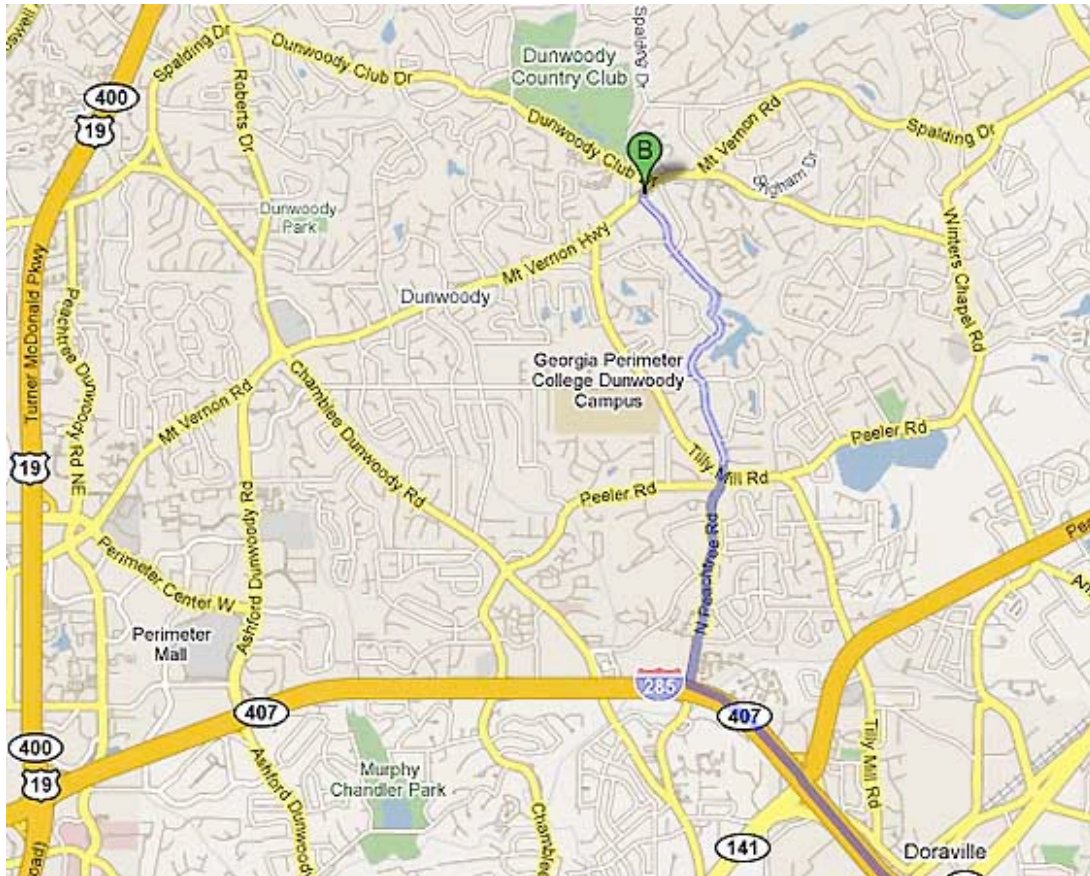 Spalding Dr
Dunwoody Club Dr
Roberts Dr
Dunwoody
Country Club
Spalding Dr
400
19
Dunwoody Club Dr
B
Mt Vernon Rd
Spalding Dr
Dunwoody
Park
Mt Vernon Hwy
Winters Chapel Rd
Turner McDonald Pkwy
Peachtree Dunwoody Rd NE
Dunwoody
Georgia Perimeter
College Dunwoody
Campus
Mt Vernon Rd
Chamblee Dunwoody Rd
Peeler Rd
Tilly Mill Rd
19
Peeler Rd
Ashford Dunwoody Rd
N Peachtree Rd
Perimeter Center W
Perimeter
Mall
285
407
407
400
19
Murphy
Chandler Park
Ashford Dunwoody
Tilly Mill Rd
141
Doraville